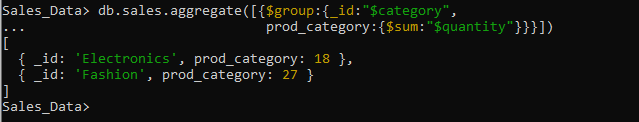 Sales_Data> db.sales.aggregate([{$group:{_id:"$category",
...                                      prod_category:{$sum:"$quantity"}}}])
[
  { _id: 'Electronics', prod_category: 18 },
  { _id: 'Fashion', prod_category: 27 }
]
Sales_Data>